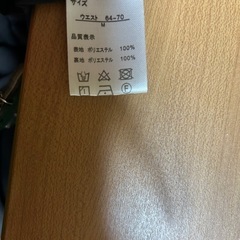 サイズ
ウエスト 64-70
M
品質表示
表地 ポリエステル 100%
裏地 ポリエステル 100%